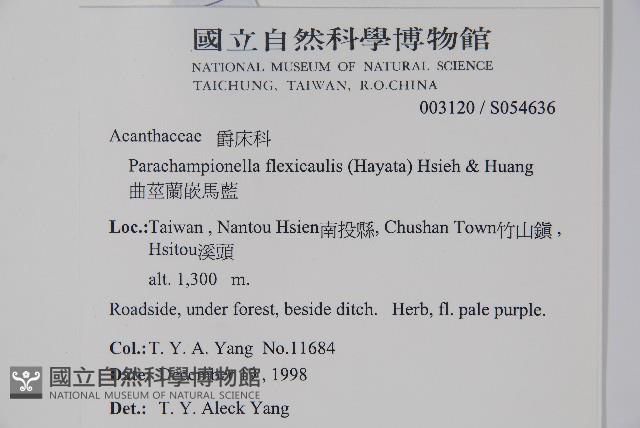 國立自然科學博物館
NATIONAL MUSEUM OF NATURAL SCIENCE
TAICHUNG, TAIWAN, R.O.CHINA
003120 / S054636
Acanthaceae 爵床科
Parachampionella flexicaulis (Hayata) Hsieh & Huang
曲莖蘭嵌馬藍
Loc.:Taiwan , Nantou Hsien南投縣, Chushan Town竹山鎮 ,
Hsitou溪頭
alt. 1,300 m.
Roadside, under forest, beside ditch. Herb, fl. pale purple.
Col.:T. Y. A. Yang No.11684
Date: December , 1998
國立自然科學博物館
NATIONAL MUSEUM OF NATURAL SCIENCE
Det.: T. Y. Aleck Yang